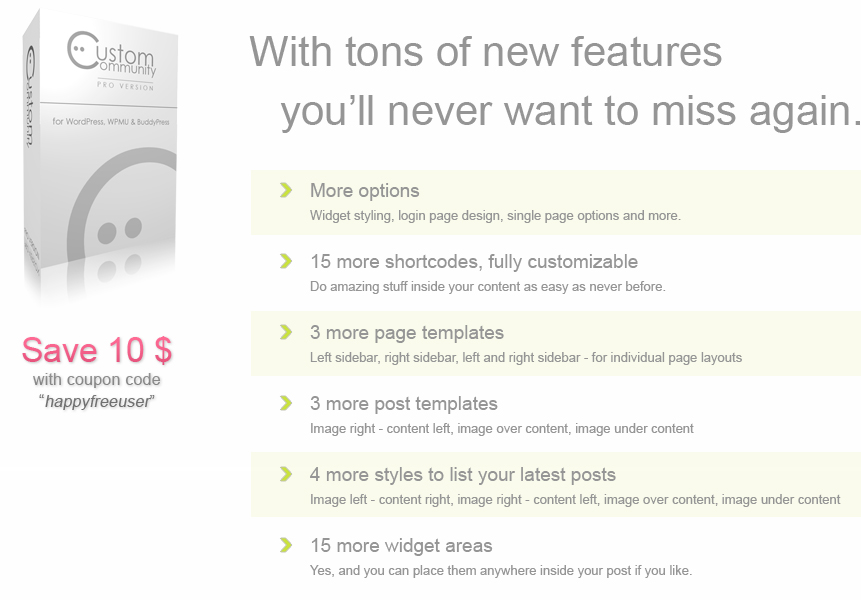 Custom
Community
PRO VERSION
for WordPress, WPMU & BuddyPress
Save 10 $
with coupon code
“happyfreeuser”
With tons of new features
you’ll never want to miss again.
More options
Widget styling, login page design, single page options and more.
15 more shortcodes, fully customizable
Do amazing stuff inside your content as easy as never before.
3 more page templates
Left sidebar, right sidebar, left and right sidebar - for individual page layouts
3 more post templates
Image right - content left, image over content, image under content
4 more styles to list your latest posts
Image left - content right, image right - content left, image over content, image under content
15 more widget areas
Yes, and you can place them anywhere inside your post if you like.